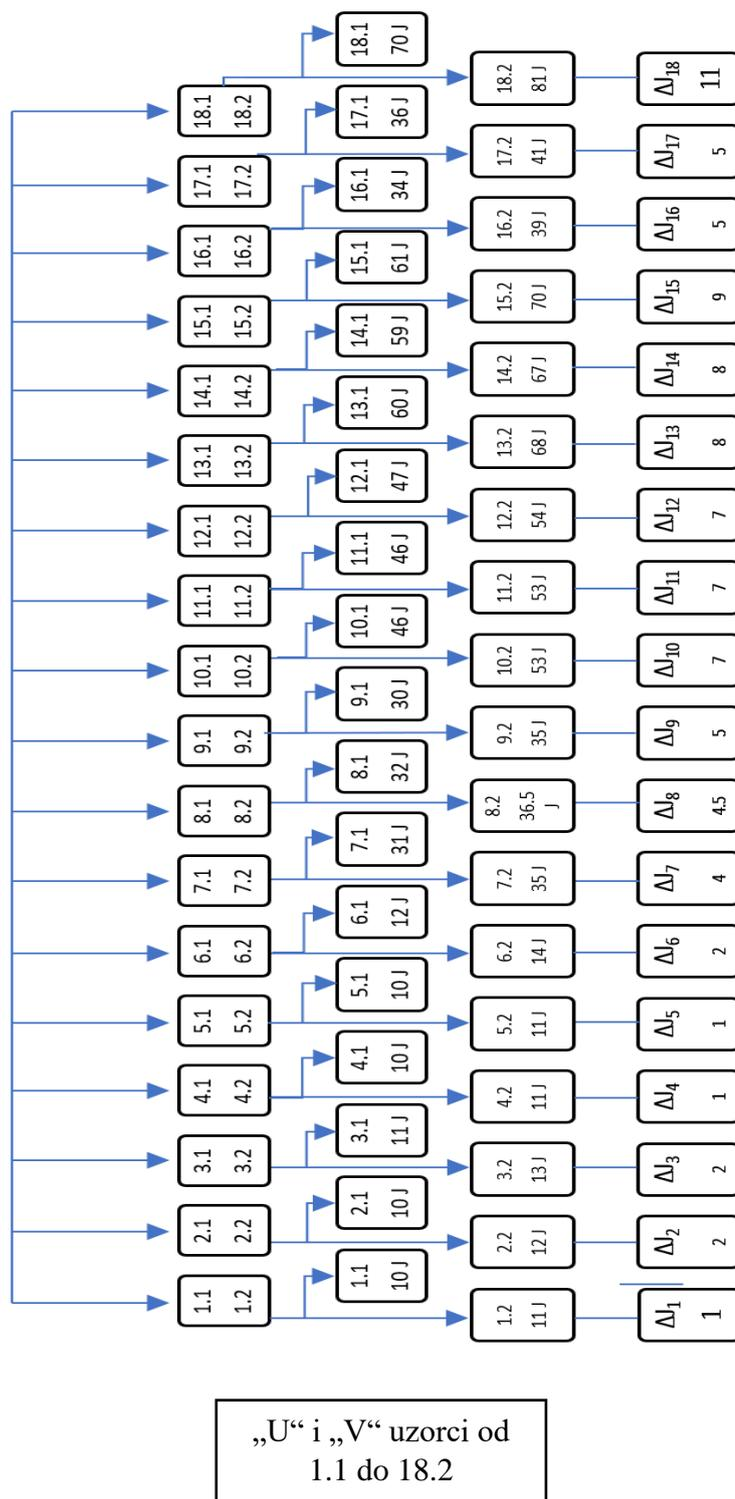 1.1
1.2
2.1
2.2
3.1
3.2
4.1
4.2
5.1
5.2
6.1
6.2
7.1
7.2
8.1
8.2
9.1
9.2
10.1
10.2
11.1
11.2
12.1
12.2
13.1
13.2
14.1
14.2
15.1
15.2
16.1
16.2
17.1
17.2
18.1
18.2
1.1
10 J
2.1
10 J
3.1
11 J
4.1
10 J
5.1
10 J
6.1
12 J
7.1
31 J
8.1
32 J
9.1
30 J
10.1
46 J
11.1
46 J
12.1
47 J
13.1
60 J
14.1
59 J
15.1
61 J
16.1
34 J
17.1
36 J
18.1
70 J
1.2
11 J
2.2
12 J
3.2
13 J
4.2
11 J
5.2
11 J
6.2
14 J
7.2
35 J
8.2
36.5
J
9.2
35 J
10.2
53 J
11.2
53 J
12.2
54 J
13.2
68 J
14.2
67 J
15.2
70 J
16.2
39 J
17.2
41 J
18.2
81 J
ΔJ1
1
ΔJ2
2
ΔJ3
2
ΔJ4
1
ΔJ5
1
ΔJ6
2
ΔJ7
4
ΔJ8
4.5
ΔJ9
5
ΔJ10
7
ΔJ11
7
ΔJ12
7
ΔJ13
8
ΔJ14
8
ΔJ15
9
ΔJ16
5
ΔJ17
5
ΔJ18
11
„U“ i „V“ uzorci od
1.1 do 18.2